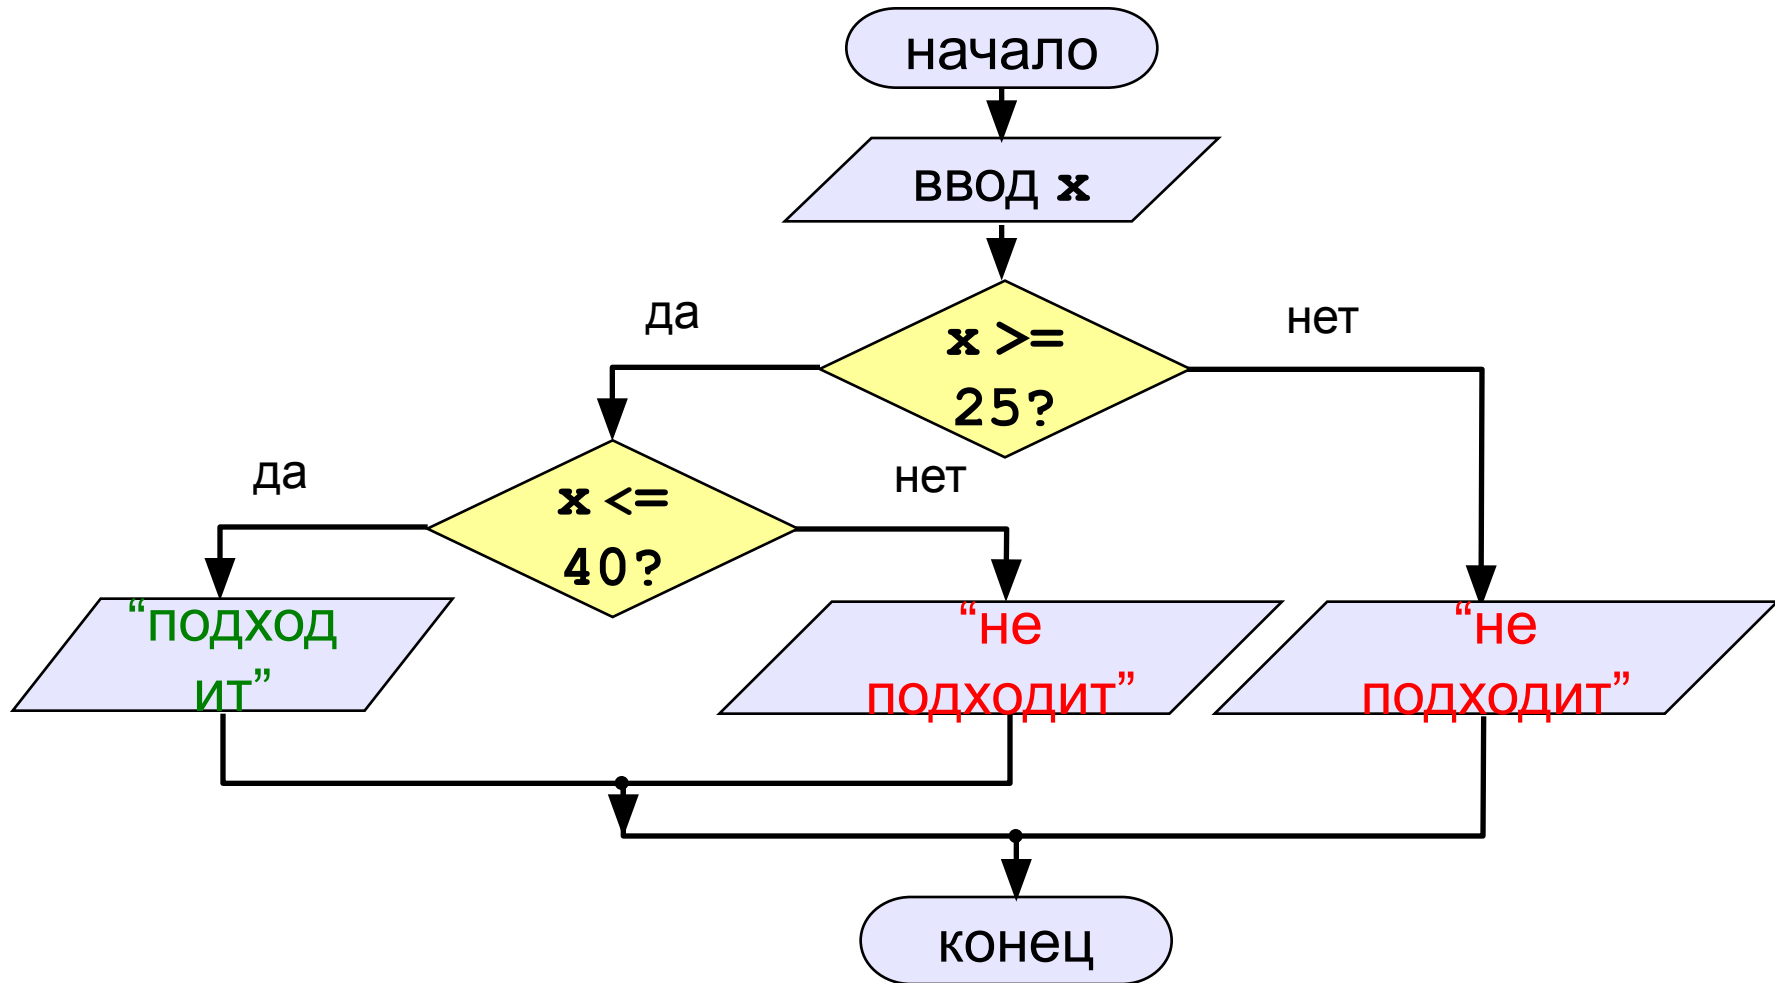 начало
ввод x
да
нет
x >=
25?
да
нет
x <=
40?
“подход
ит”
“не
подходит”
“не
подходит”
конец